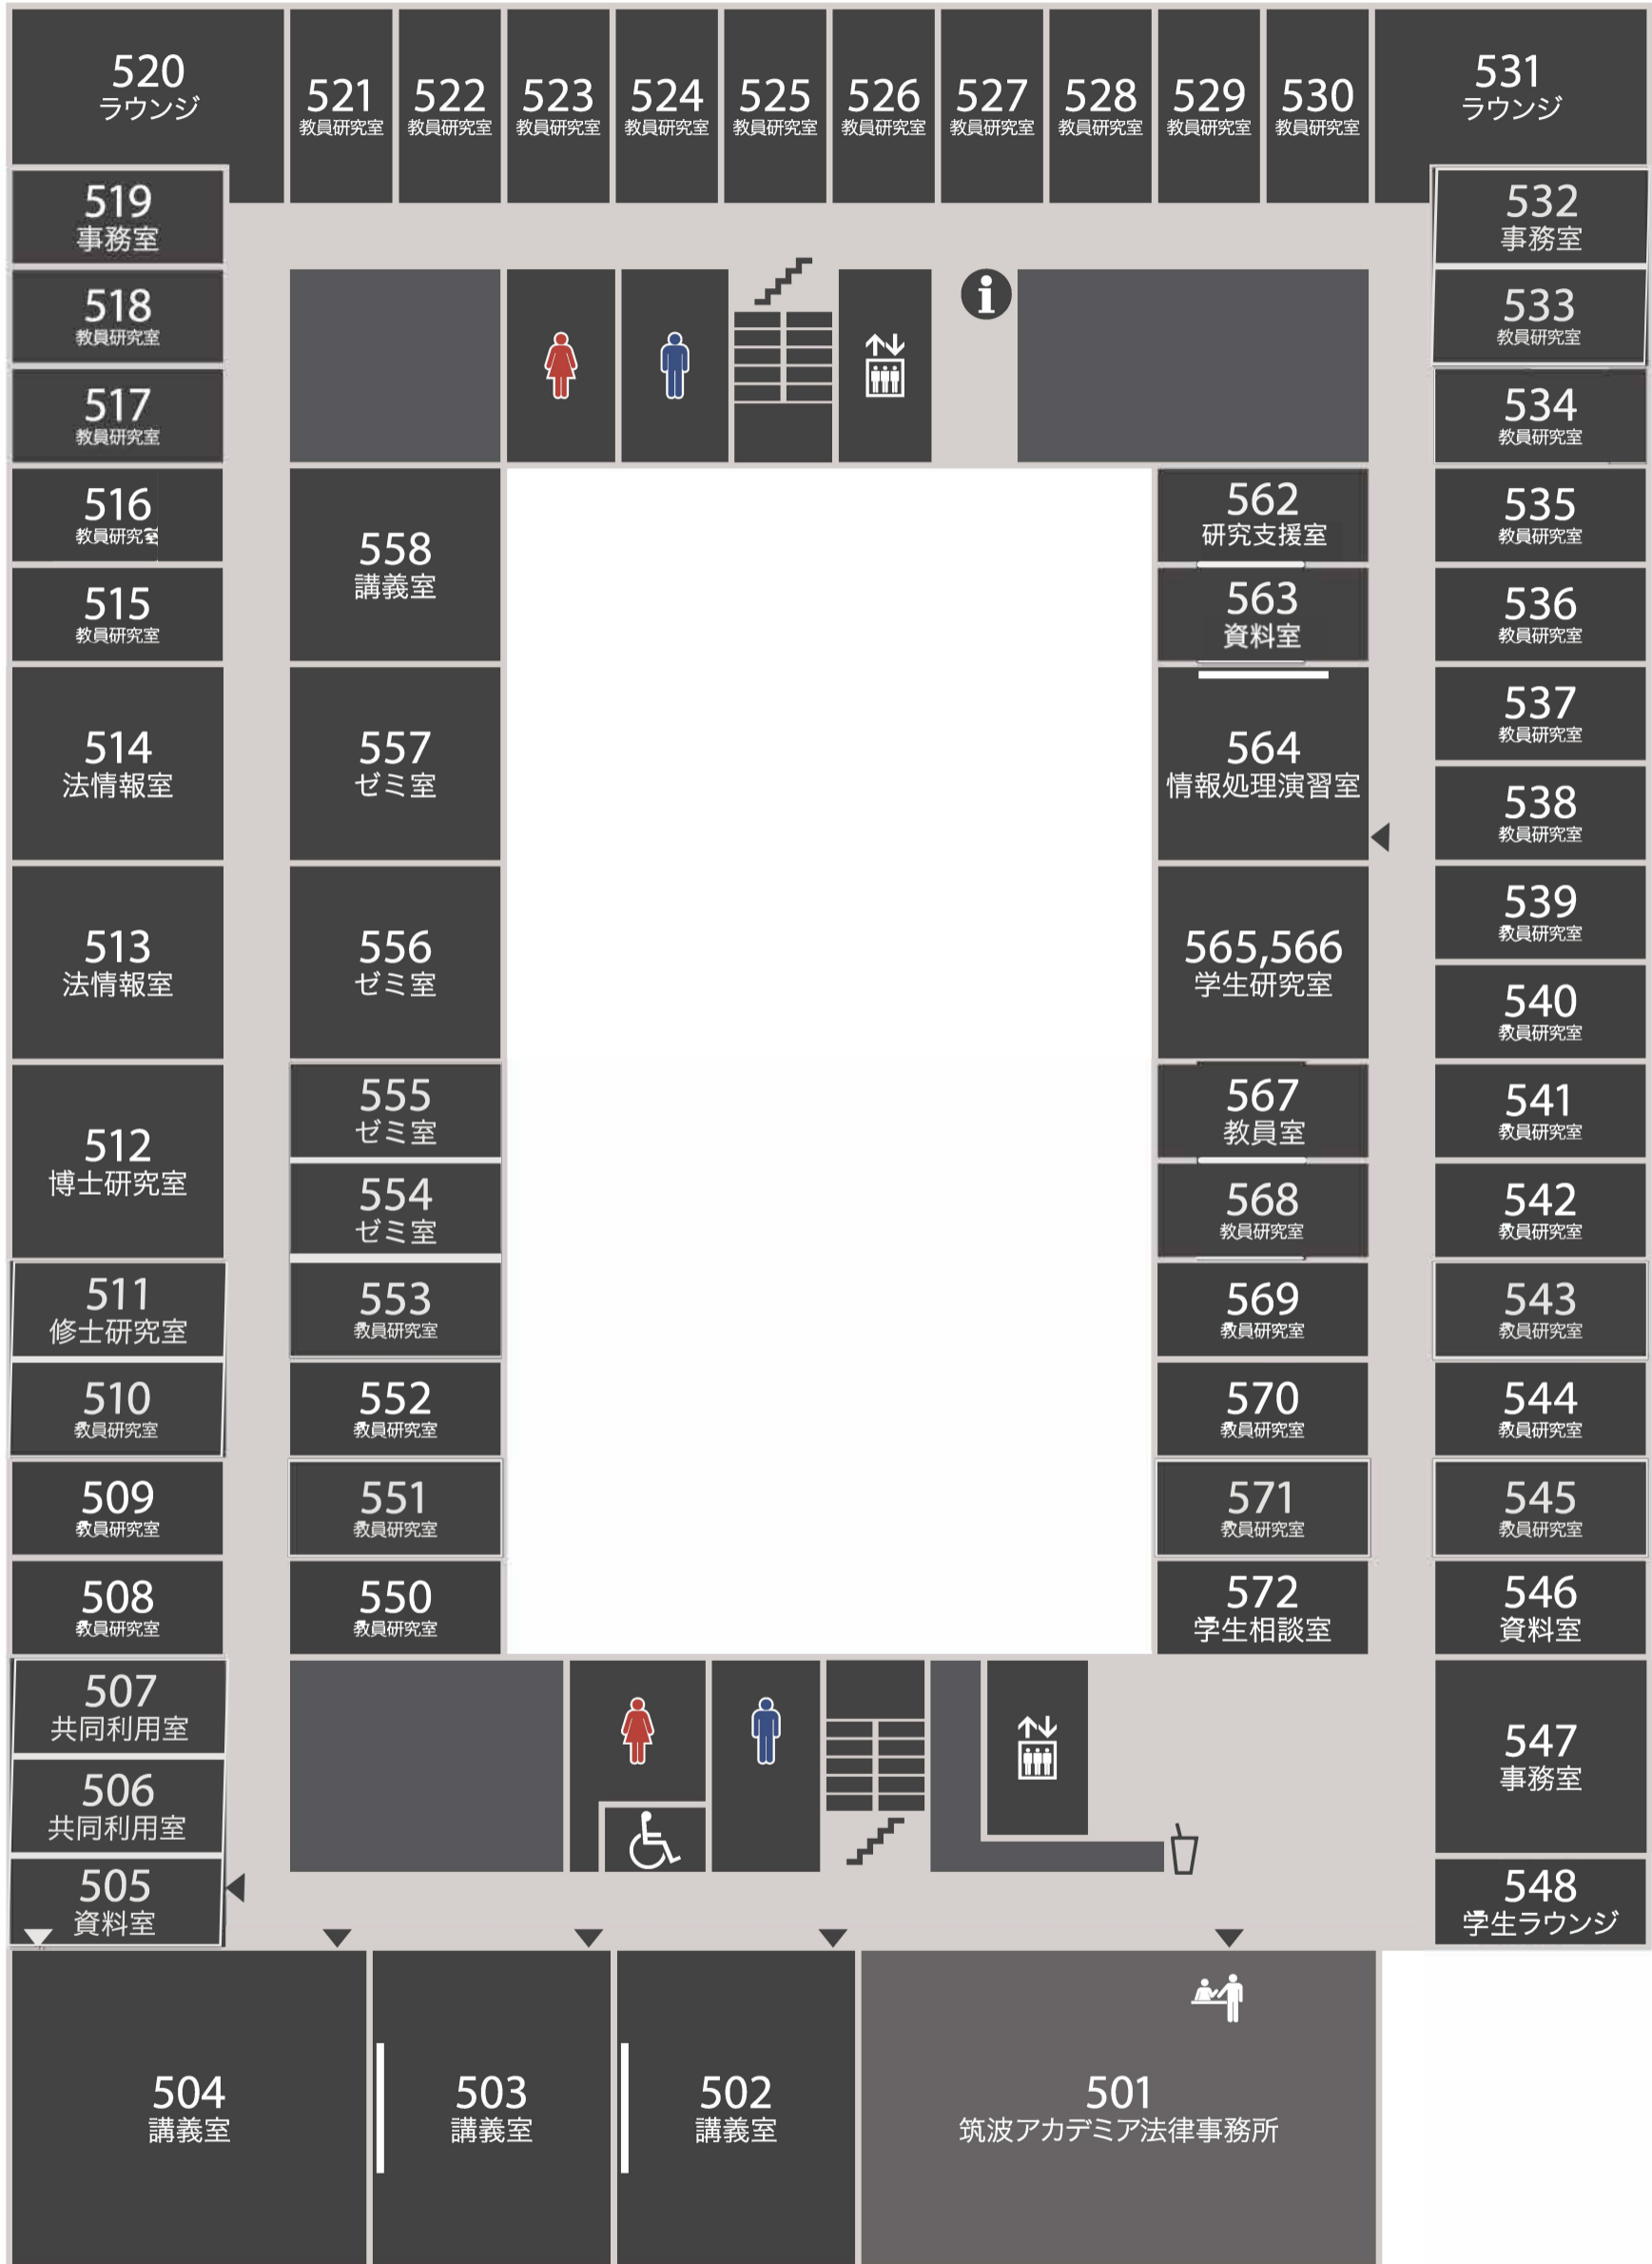 520
ラウンジ
521
教員研究室
522
教員研究室
523
教員研究室
524
教員研究室
525
教員研究室
526
教員研究室
527
教員研究室
528
教員研究室
529
教員研究室
530
教員研究室
531
ラウンジ
519
事務室
518
教員研究室
517
教員研究室
516
教員研究室
515
教員研究室
514
法情報室
513
法情報室
512
博士研究室
511
修士研究室
510
教員研究室
509
教員研究室
508
教員研究室
507
共同利用室
506
共同利用室
505
資料室
558
講義室
557
ゼミ室
556
ゼミ室
555
ゼミ室
554
ゼミ室
553
教員研究室
552
教員研究室
551
教員研究室
550
教員研究室
562
研究支援室
563
資料室
564
情報処理演習室
565,566
学生研究室
567
教員室
568
教員研究室
569
教員研究室
570
教員研究室
571
教員研究室
572
学生相談室
532
事務室
533
教員研究室
534
教員研究室
535
教員研究室
536
教員研究室
537
教員研究室
538
教員研究室
539
教員研究室
540
教員研究室
541
教員研究室
542
教員研究室
543
教員研究室
544
教員研究室
545
教員研究室
546
資料室
547
事務室
548
学生ラウンジ
504
講義室
503
講義室
502
講義室
501
筑波アカデミア法律事務所